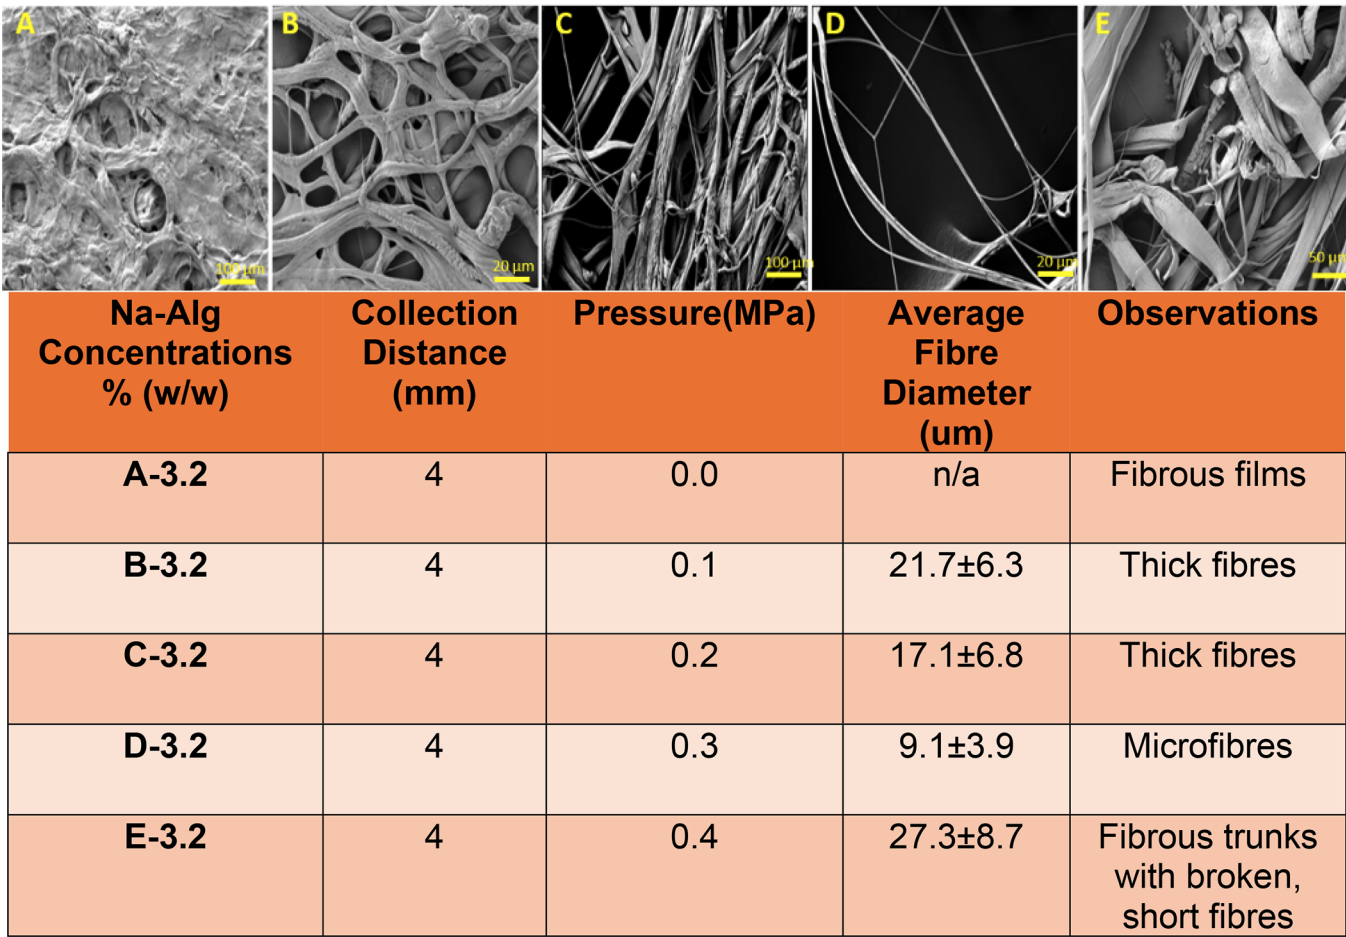 A B C D E
100 µm 20 µm 100 µm 20 µm 50 µm
Na-Alg Concentrations % (w/w)
Collection Distance (mm)
Pressure(MPa)
Average Fibre Diameter (um)
Observations
A-3.2 4 0.0 n/a Fibrous films
B-3.2 4 0.1 21.7±6.3 Thick fibres
C-3.2 4 0.2 17.1±6.8 Thick fibres
D-3.2 4 0.3 9.1±3.9 Microfibres
E-3.2 4 0.4 27.3±8.7 Fibrous trunks
with broken,
short fibres